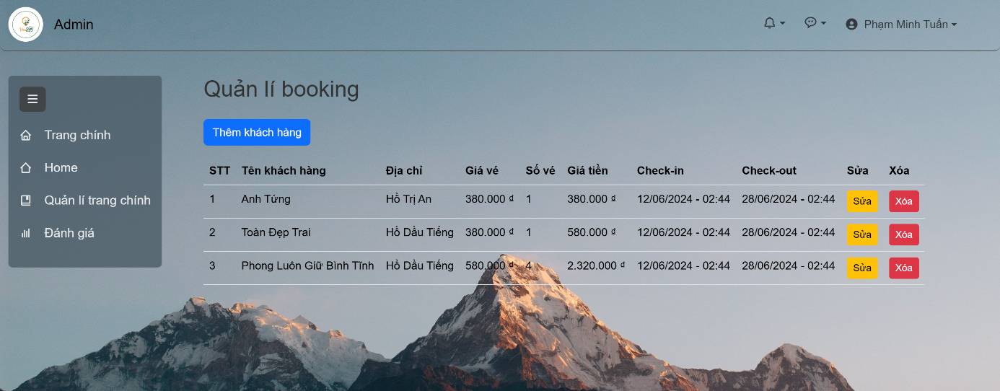 Admin
Phạm Minh Tuấn
Trang chính
Home
Quản lí trang chính
Đánh giá
Quản lí booking
Thêm khách hàng
STT Tên khách hàng Địa chỉ Giá vé Số vé Giá tiền Check-in Check-out Sửa Xóa
1 Anh Tứng Hồ Trị An 380.000 ₫ 1 380.000 ₫ 12/06/2024 - 02:44 28/06/2024 - 02:44 Sửa Xóa
2 Toàn Đẹp Trai Hồ Dầu Tiếng 380.000 ₫ 1 580.000 ₫ 12/06/2024 - 02:44 28/06/2024 - 02:44 Sửa Xóa
3 Phong Luôn Giữ Bình Tĩnh Hồ Dầu Tiếng 580.000 ₫ 4 2.320.000 ₫ 12/06/2024 - 02:44 28/06/2024 - 02:44 Sửa Xóa